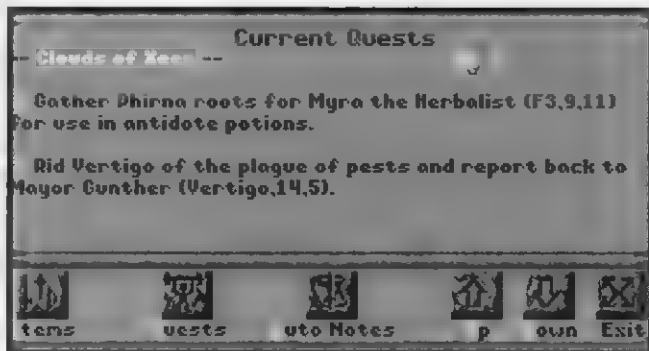 Current Quests
-- Clouds of Xeen --
Gather Phirna roots for Myra the Herbalist (F3,9,11)
for use in antidote potions.
Rid Vertigo of the plague of pests and report back to
Mayor Gunther (Vertigo,14,5).
tems uests uto Notes p own Exit